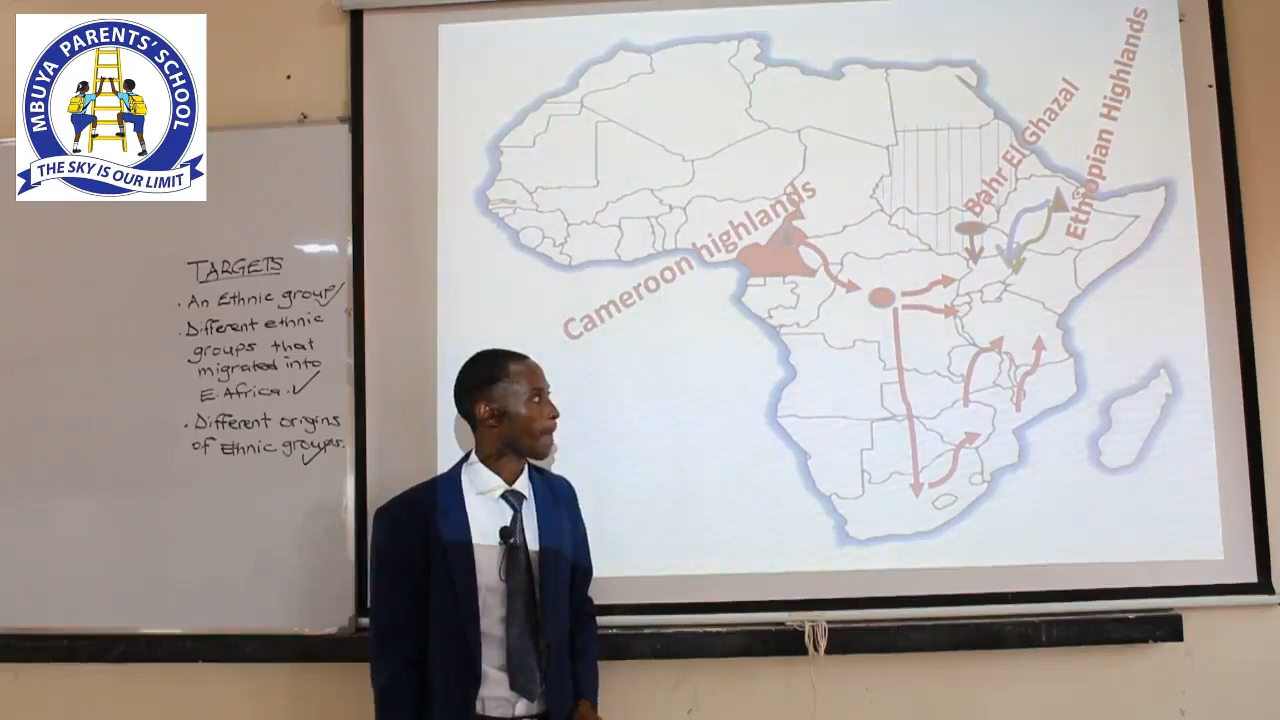 MBUYA PARENTS' SCHOOL
THE SKY IS OUR LIMIT
TARGETS
. An Ethnic group
. Different ethnic
groups that
migrated into
E. Africa.
. Different origins
of Ethnic groups.
Cameroon highlands
Bahr El Ghazal
Ethiopian Highlands